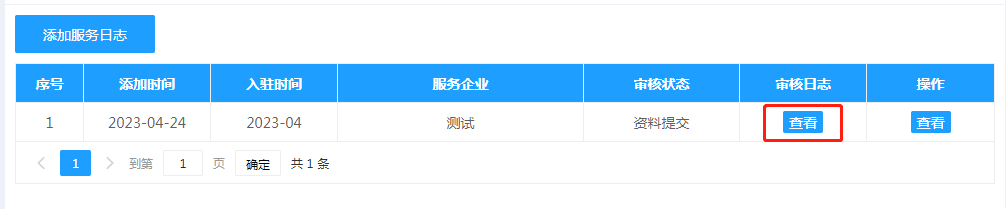 添加服务日志
序号 添加时间 入驻时间 服务企业 审核状态 审核日志 操作
1 2023-04-24 2023-04 测试 资料提交 查看 查看
1 到第 1 页 确定 共 1 条